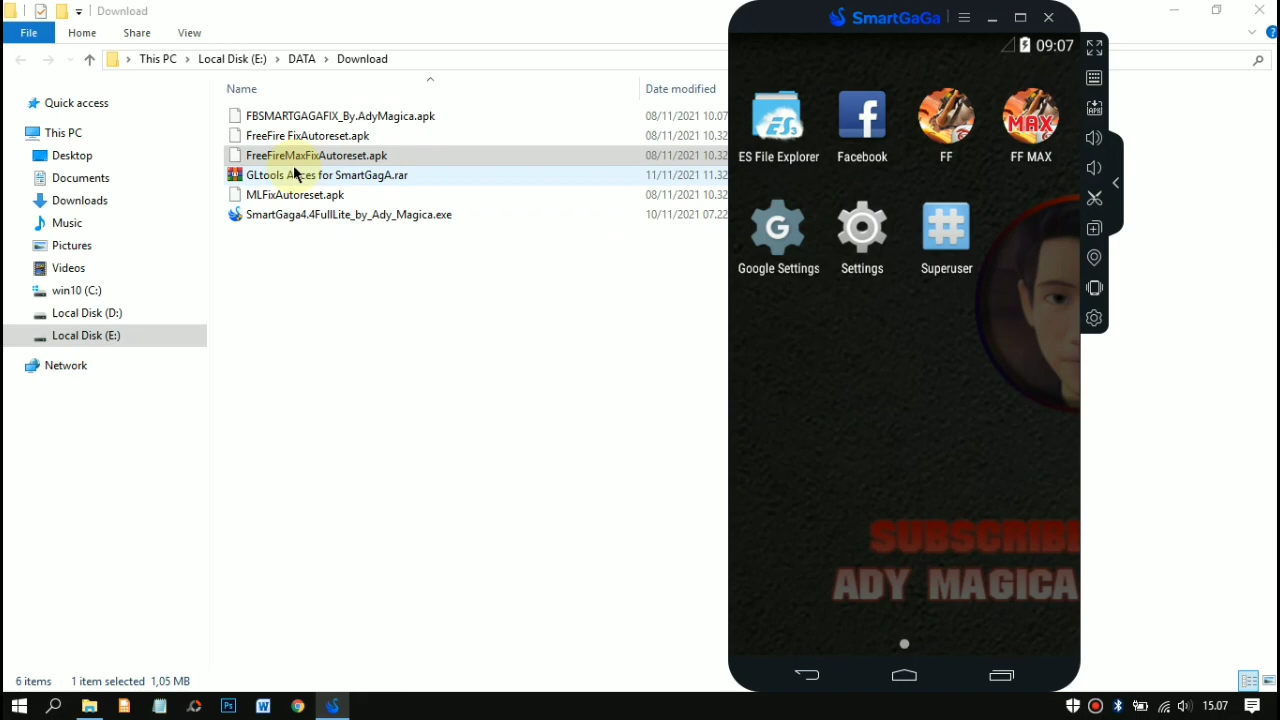 Download
File
Home
Share
View
This PC
Local Disk (E:)
DATA
Download
Name
Date modified
Quick access
This PC
Desktop
Documents
Downloads
Music
Pictures
Videos
win10 (C:)
Local Disk (D:)
Local Disk (E:)
Network
FBSMARTGAGAFIX_By.AdyMagica.apk
08/11/2021 10.07
FreeFire FixAutoreset.apk
08/11/2021 10.32
FreeFireMaxFixAutoreset.apk
08/11/2021 10.32
for SmartGagA.rar
11/11/2021 11.32
MLFixAutoreset.apk
08/11/2021 10.32
SmartGaga4.4FullLite_by_Ady_Magica.exe
10/11/2021 07.22
6 items
1 item selected 1,05 MB
SmartGaGa
09:07
ES File Explorer
Facebook
FF
MAX
FF MAX
Google Settings
Settings
Superuser
ADY MAGICA
15.07